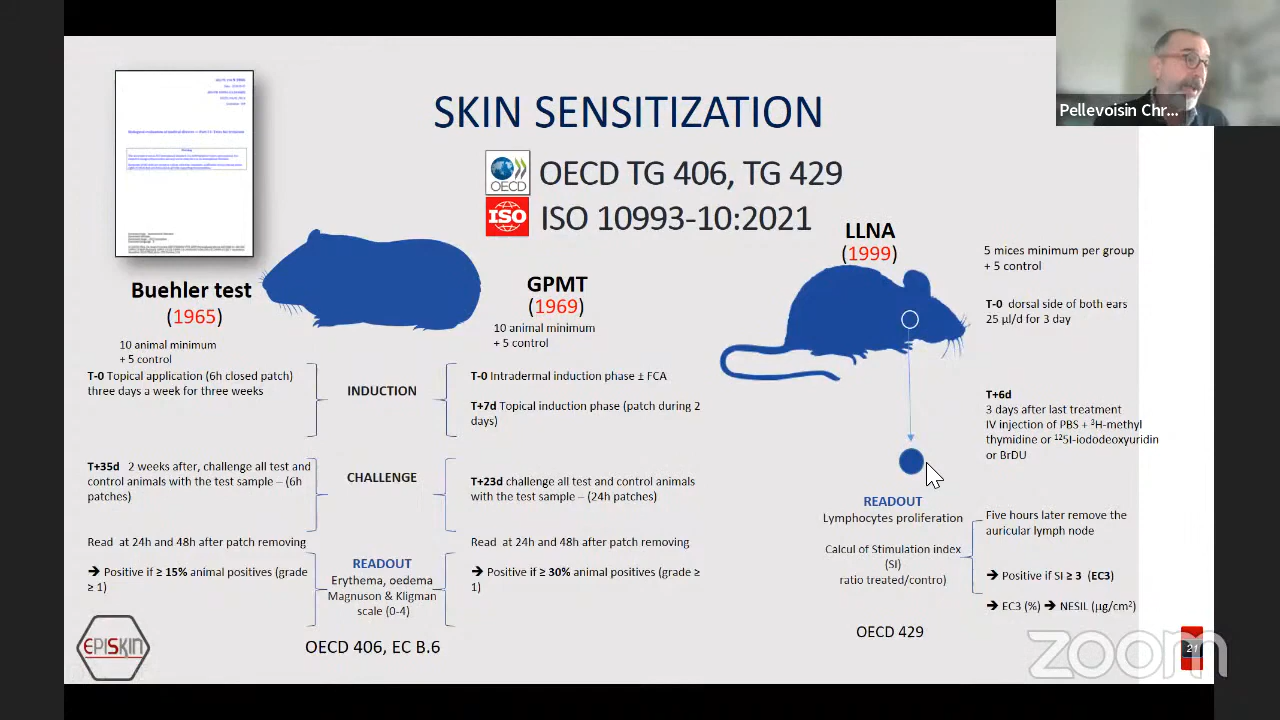 SKIN SENSITIZATION
OECD
OECD TG 406, TG 429
ISO
ISO 10993-10:2021
Pellevoisin Chr...
Buehler test
(1965)
10 animal minimum
+ 5 control
T-0 Topical application (6h closed patch)
three days a week for three weeks
T+35d 2 weeks after, challenge all test and
control animals with the test sample – (6h
patches)
Read at 24h and 48h after patch removing
➔ Positive if ≥ 15% animal positives (grade
≥ 1)
INDUCTION
CHALLENGE
READOUT
Erythema, oedema
Magnuson & Kligman
scale (0-4)
OECD 406, EC B.6
GPMT
(1969)
10 animal minimum
+ 5 control
T-0 Intradermal induction phase ± FCA
T+7d Topical induction phase (patch during 2
days)
T+23d challenge all test and control animals
with the test sample – (24h patches)
Read at 24h and 48h after patch removing
➔ Positive if ≥ 30% animal positives (grade ≥
1)
LLNA
(1999)
5 mices minimum per group
+ 5 control
T-0 dorsal side of both ears
25 µl/d for 3 day
T+6d
3 days after last treatment
IV injection of PBS + ³H-methyl
thymidine or ¹²⁵I-iododeoxyuridin
or BrDU
READOUT
Lymphocytes proliferation
Calcul of Stimulation index
(SI)
ratio treated/contro)
Five hours later remove the
auricular lymph node
➔ Positive if SI ≥ 3 (EC3)
➔ EC3 (%) ➔ NESIL (µg/cm²)
OECD 429
EPISKIN
21
zoom